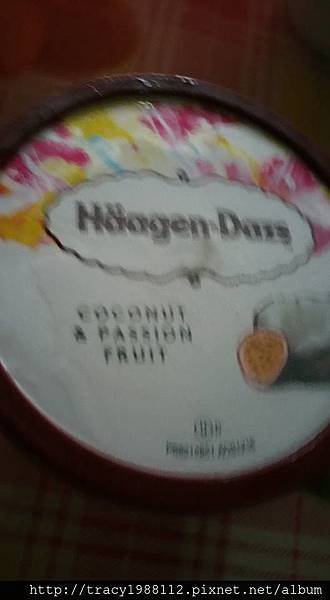 Häagen-Dazs
COCONUT
& PASSION
FRUIT
http://tracy1988112.pixnet.net/album